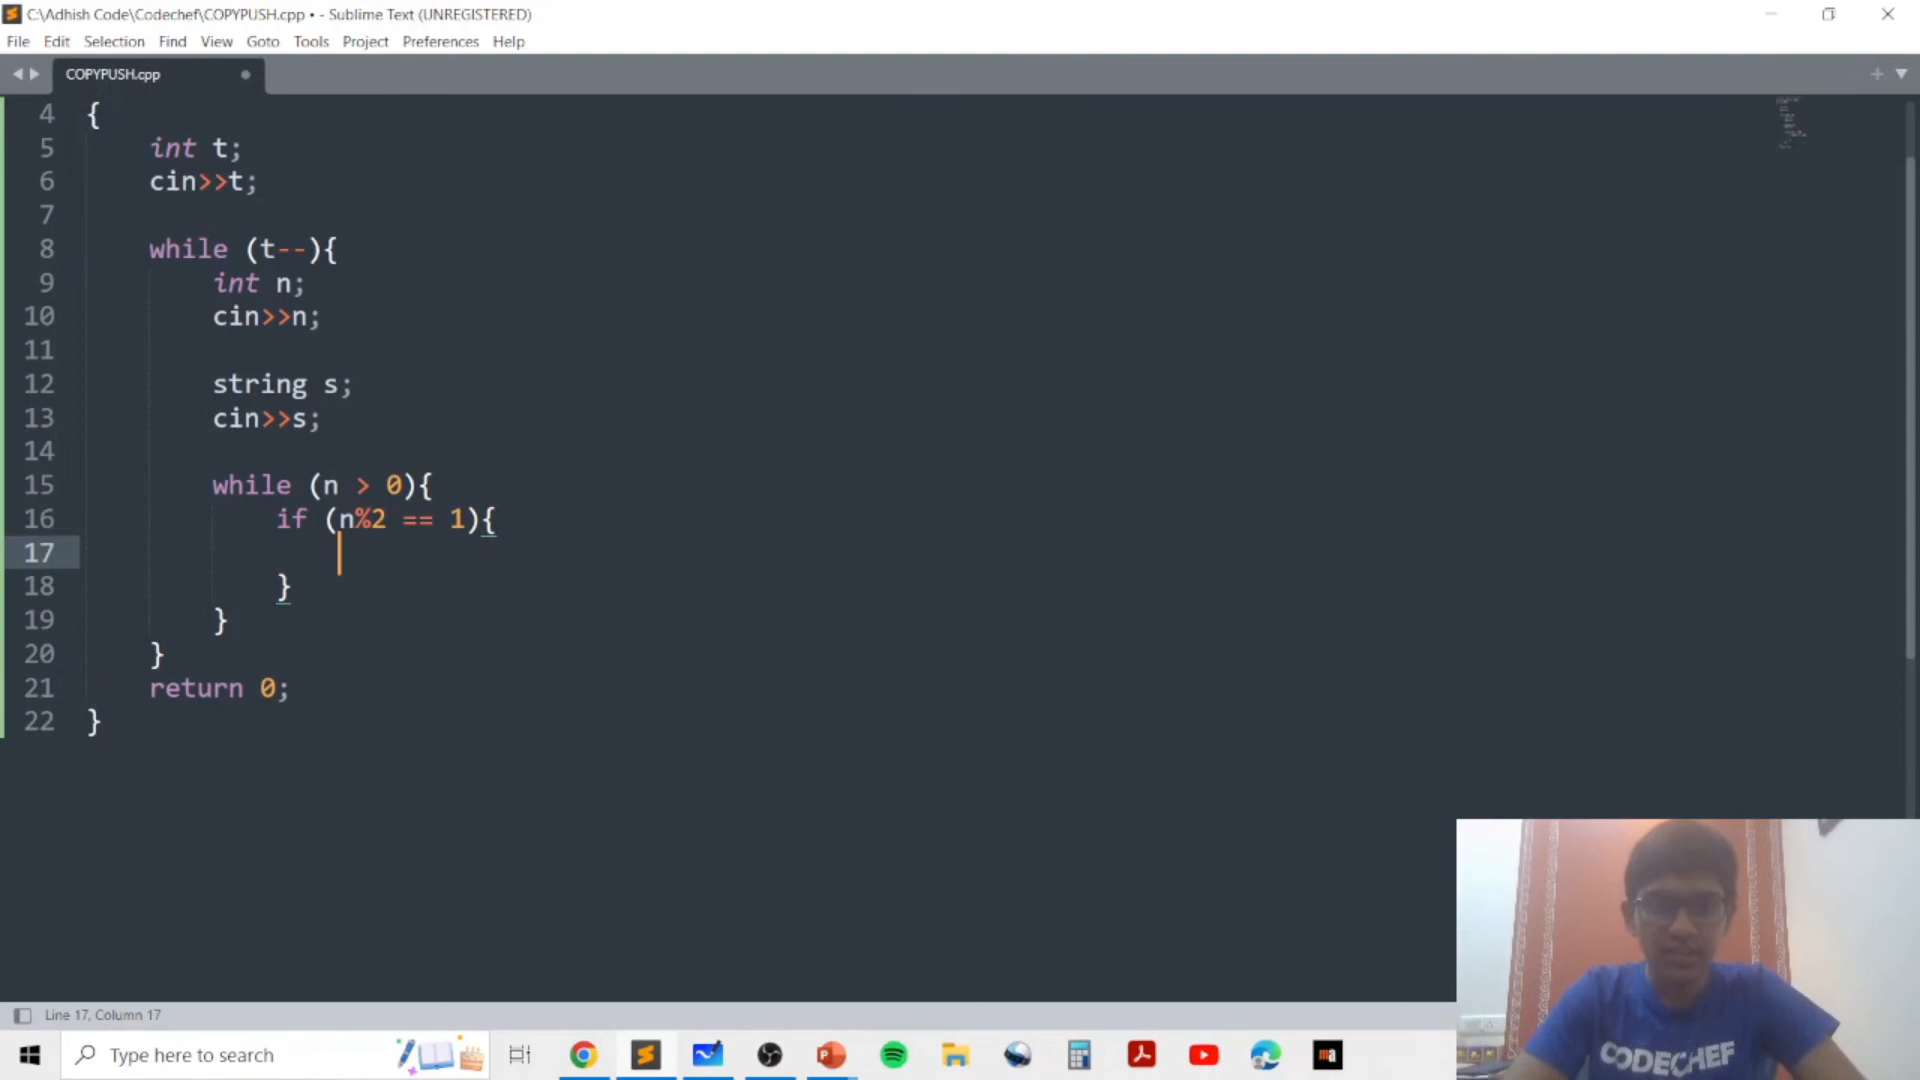 C:\Adhish Code\Codechef\COPYPUSH.cpp • - Sublime Text (UNREGISTERED)
File Edit Selection Find View Goto Tools Project Preferences Help
COPYPUSH.cpp
4 {
5 int t;
6 cin>>t;
7
8 while (t--){
9 int n;
10 cin>>n;
11
12 string s;
13 cin>>s;
14
15 while (n > 0){
16 if (n%2 == 1){
17
18 }
19 }
20 }
21 return 0;
22 }
CODECHEF
Line 17, Column 17
Type here to search
ma